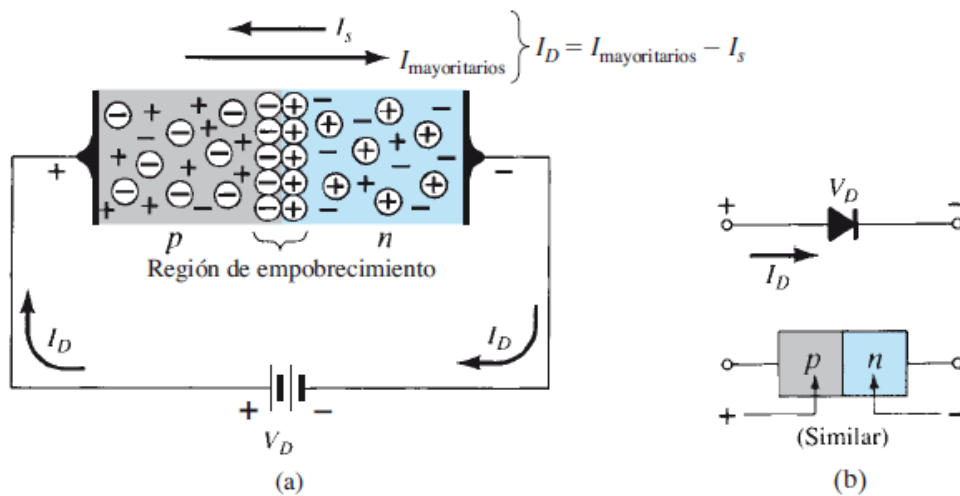 I_s
I_mayoritarios } I_D = I_mayoritarios − I_s
+ −
p n
Región de empobrecimiento
I_D I_D
+ −
V_D
(a)
V_D
+ −
I_D
p n
+ −
(Similar)
(b)